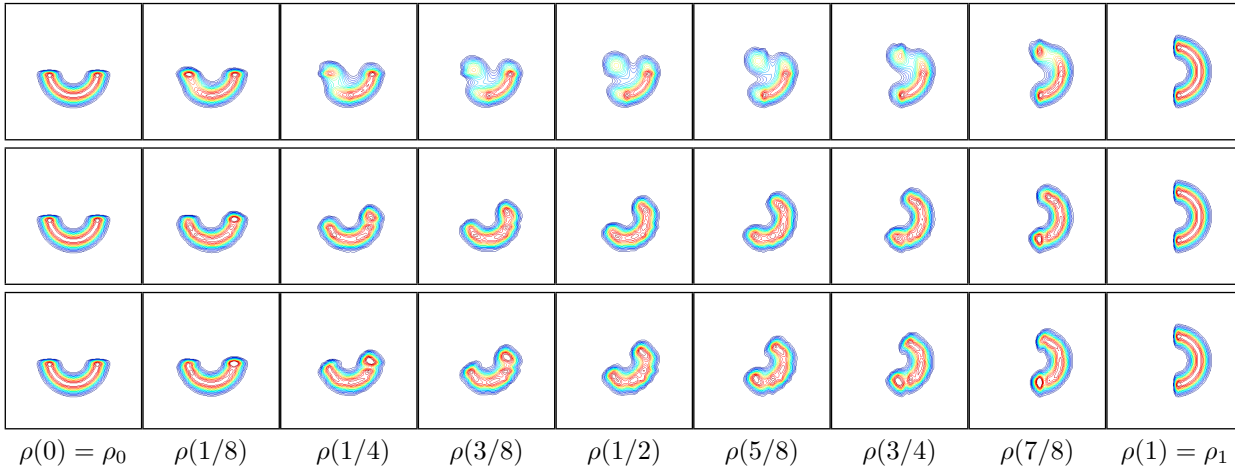 ρ(0) = ρ₀ ρ(1/8) ρ(1/4) ρ(3/8) ρ(1/2) ρ(5/8) ρ(3/4) ρ(7/8) ρ(1) = ρ₁